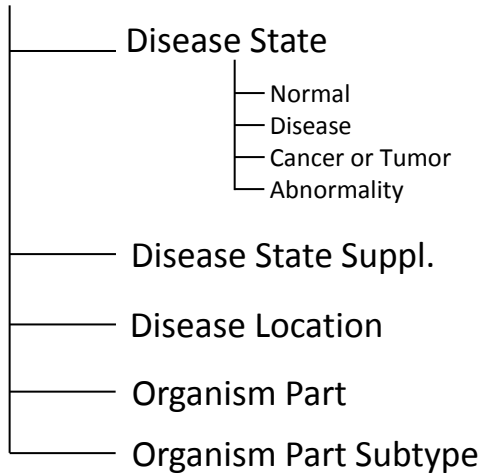 Disease State
Normal
Disease
Cancer or Tumor
Abnormality
Disease State Suppl.
Disease Location
Organism Part
Organism Part Subtype